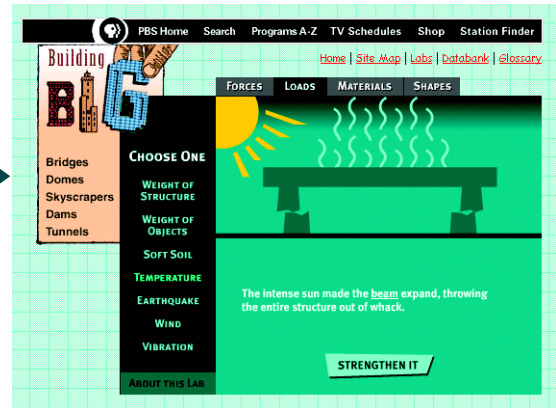 PBS Home Search Programs A-Z TV Schedules Shop Station Finder
Home | Site Map | Labs | Databank | Glossary
Building
BIG
FORCES LOADS MATERIALS SHAPES
Bridges
Domes
Skyscrapers
Dams
Tunnels
CHOOSE ONE
WEIGHT OF
STRUCTURE
WEIGHT OF
OBJECTS
SOFT SOIL
TEMPERATURE
EARTHQUAKE
WIND
VIBRATION
ABOUT THIS LAB
The intense sun made the beam expand, throwing
the entire structure out of whack.
STRENGTHEN IT